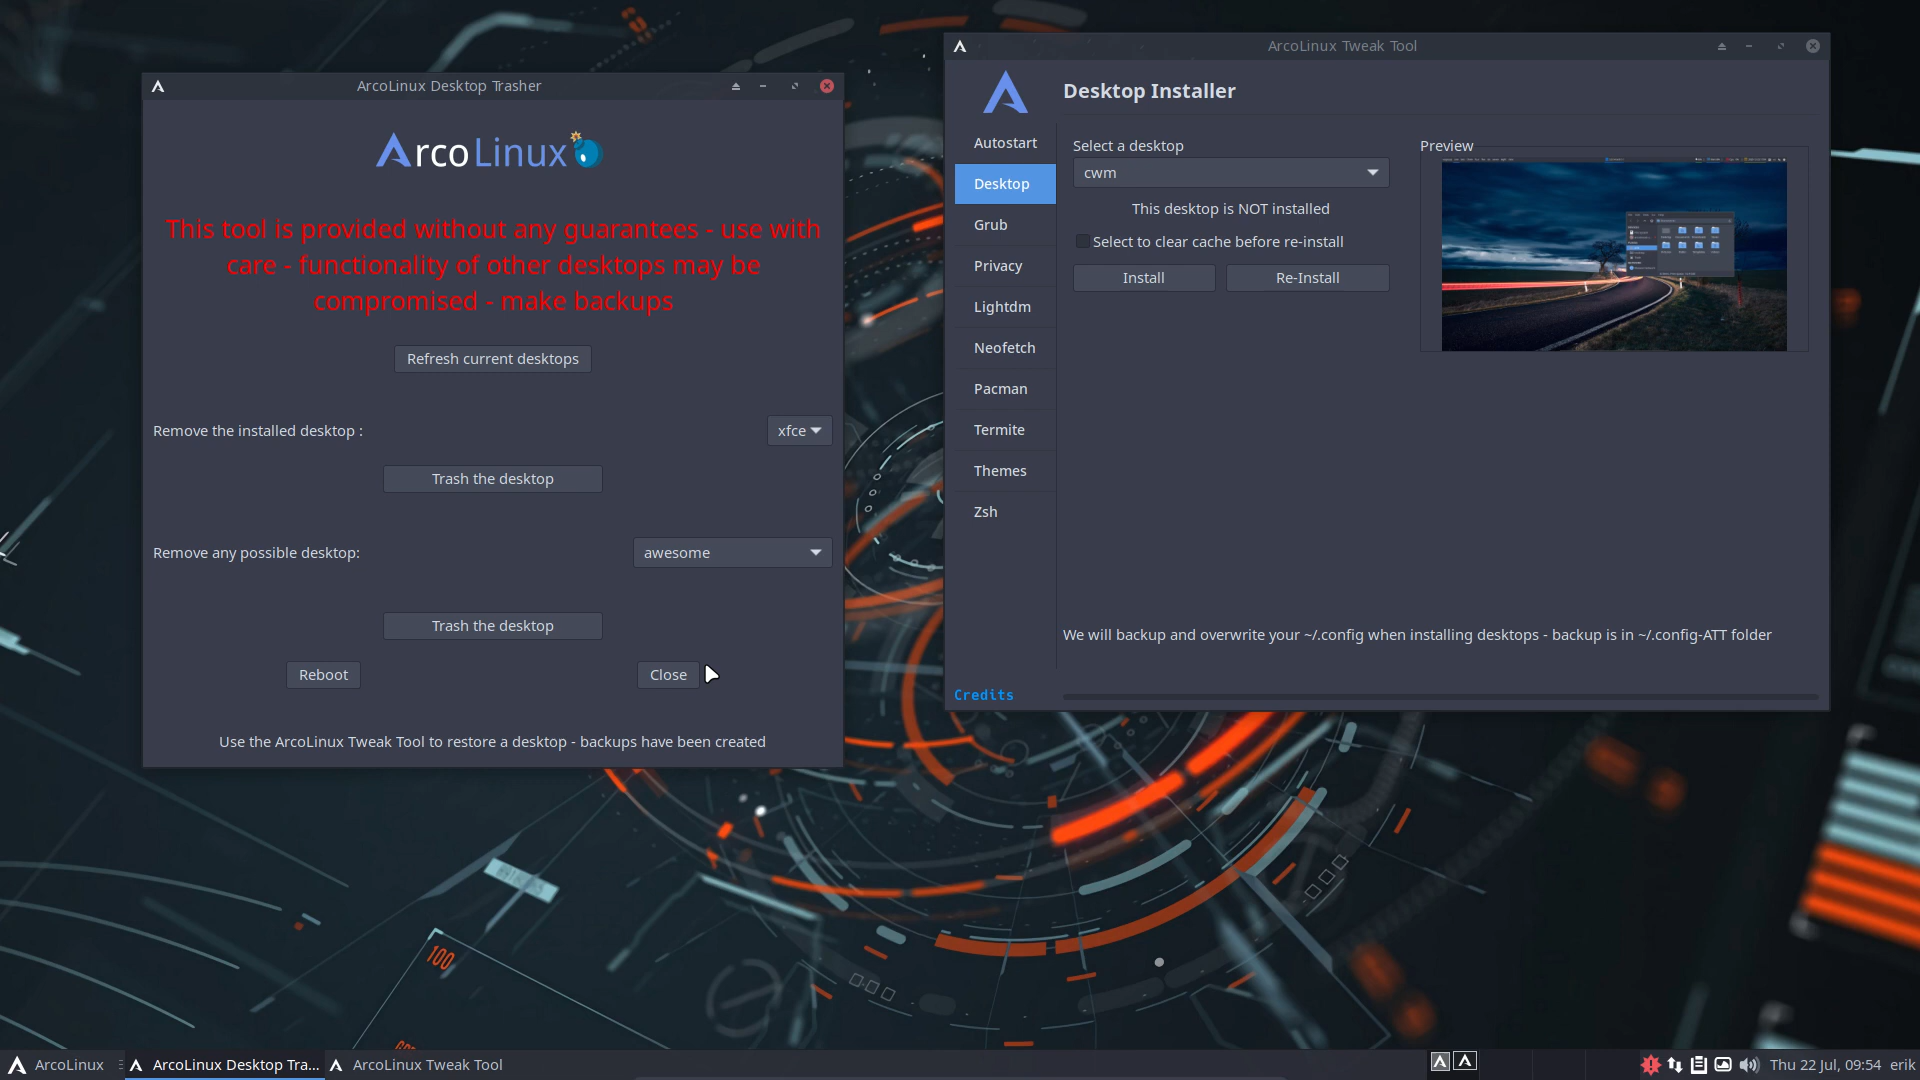 ArcoLinux Desktop Trasher
ArcoLinux
This tool is provided without any guarantees - use with
care - functionality of other desktops may be
compromised - make backups
Refresh current desktops
Remove the installed desktop :
xfce
Trash the desktop
Remove any possible desktop:
awesome
Trash the desktop
Reboot
Close
Use the ArcoLinux Tweak Tool to restore a desktop - backups have been created
ArcoLinux Tweak Tool
Desktop Installer
Autostart
Desktop
Grub
Privacy
Lightdm
Neofetch
Pacman
Termite
Themes
Zsh
Credits
Select a desktop
cwm
This desktop is NOT installed
Select to clear cache before re-install
Install
Re-Install
Preview
We will backup and overwrite your ~/.config when installing desktops - backup is in ~/.config-ATT folder
100
ArcoLinux
ArcoLinux Desktop Tra...
ArcoLinux Tweak Tool
Thu 22 Jul, 09:54
erik